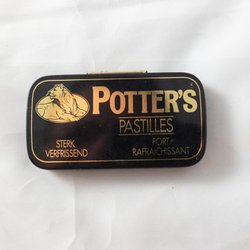 POTTER'S
PASTILLES
STERK
VERFRISSEND
FORT
RAFRAICHISSANT